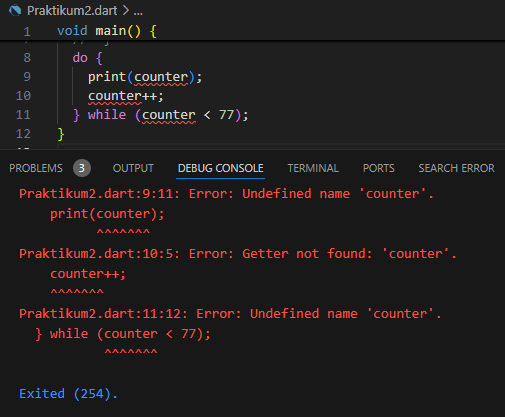 Praktikum2.dart > ...
1 void main() {
8 do {
9 print(counter);
10 counter++;
11 } while (counter < 77);
12 }
PROBLEMS 3 OUTPUT DEBUG CONSOLE TERMINAL PORTS SEARCH ERROR
Praktikum2.dart:9:11: Error: Undefined name 'counter'.
print(counter);
^^^^^^^
Praktikum2.dart:10:5: Error: Getter not found: 'counter'.
counter++;
^^^^^^^
Praktikum2.dart:11:12: Error: Undefined name 'counter'.
} while (counter < 77);
^^^^^^^
Exited (254).